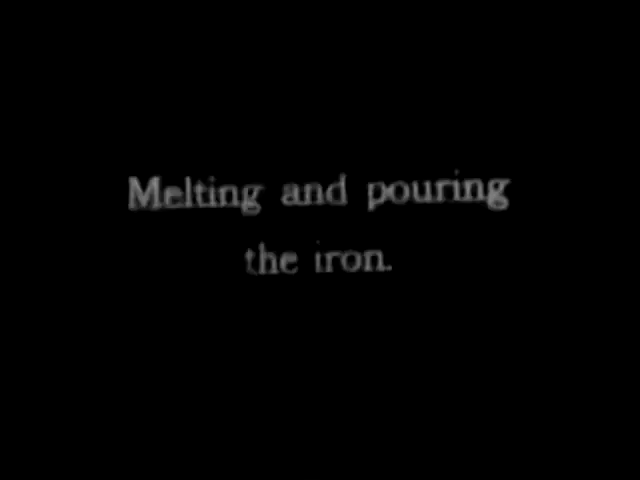 Melting and pouring
the iron.